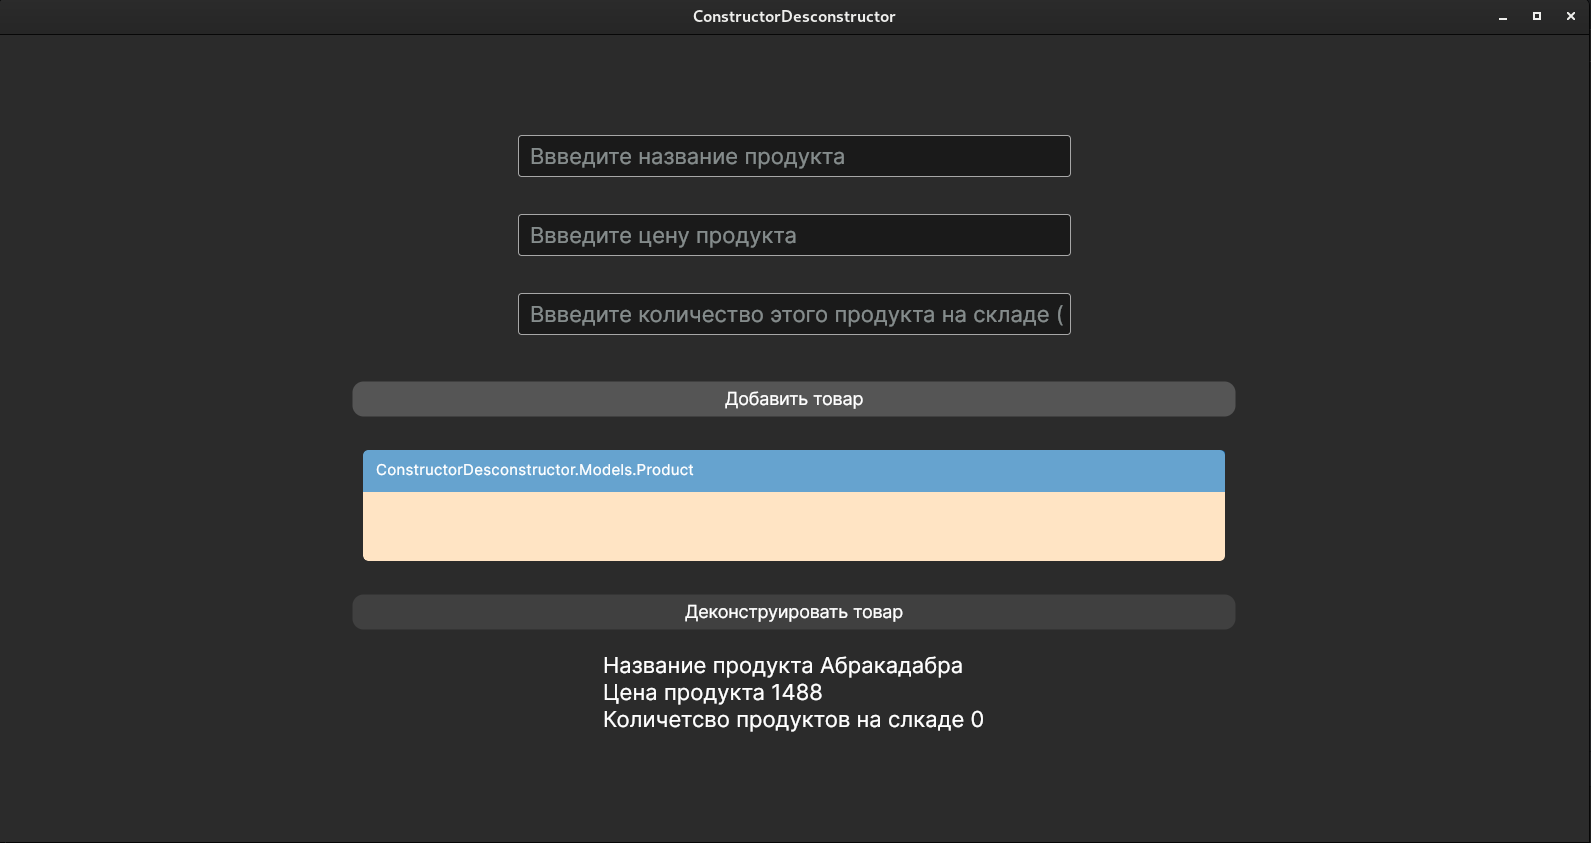 ConstructorDesconstructor
Ввведите название продукта
Ввведите цену продукта
Ввведите количество этого продукта на складе (
Добавить товар
ConstructorDesconstructor.Models.Product
Деконструировать товар
Название продукта Абракадабра
Цена продукта 1488
Количетсво продуктов на слкаде 0